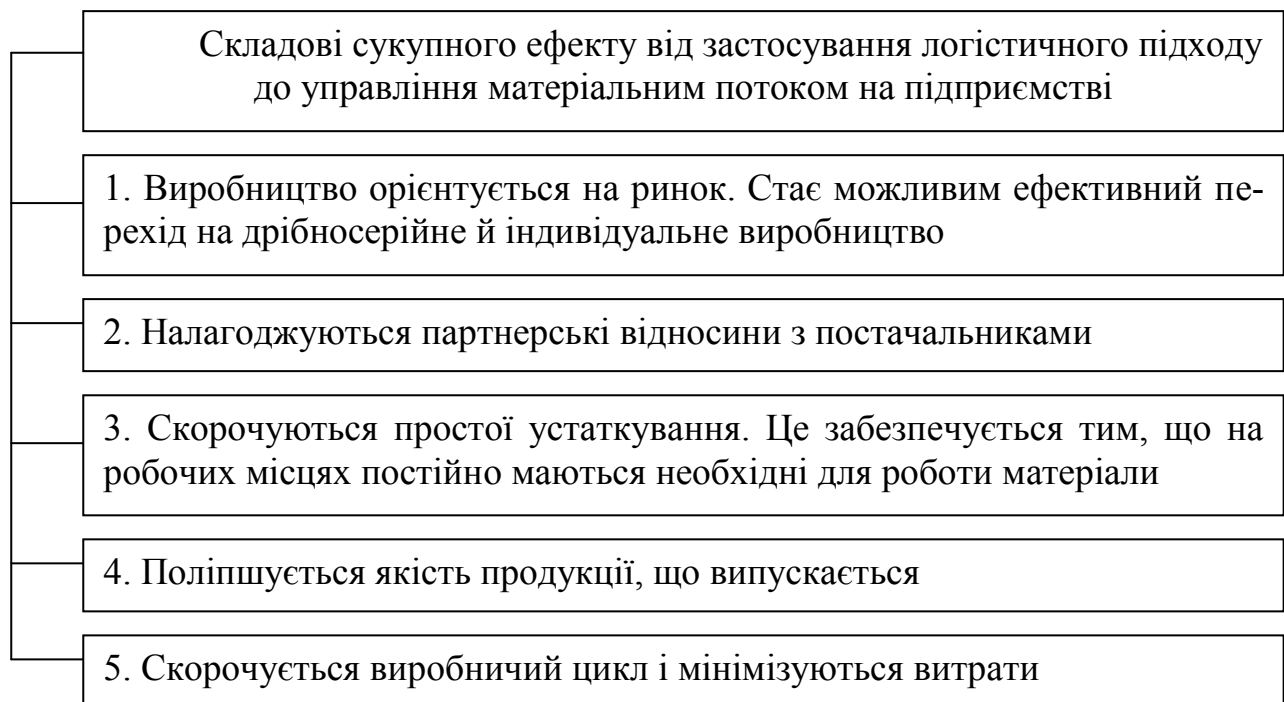 Складові сукупного ефекту від застосування логістичного підходу
до управління матеріальним потоком на підприємстві
1. Виробництво орієнтується на ринок. Стає можливим ефективний пе-
рехід на дрібносерійне й індивідуальне виробництво
2. Налагоджуються партнерські відносини з постачальниками
3. Скорочуються простої устаткування. Це забезпечується тим, що на
робочих місцях постійно маються необхідні для роботи матеріали
4. Поліпшується якість продукції, що випускається
5. Скорочується виробничий цикл і мінімізуються витрати